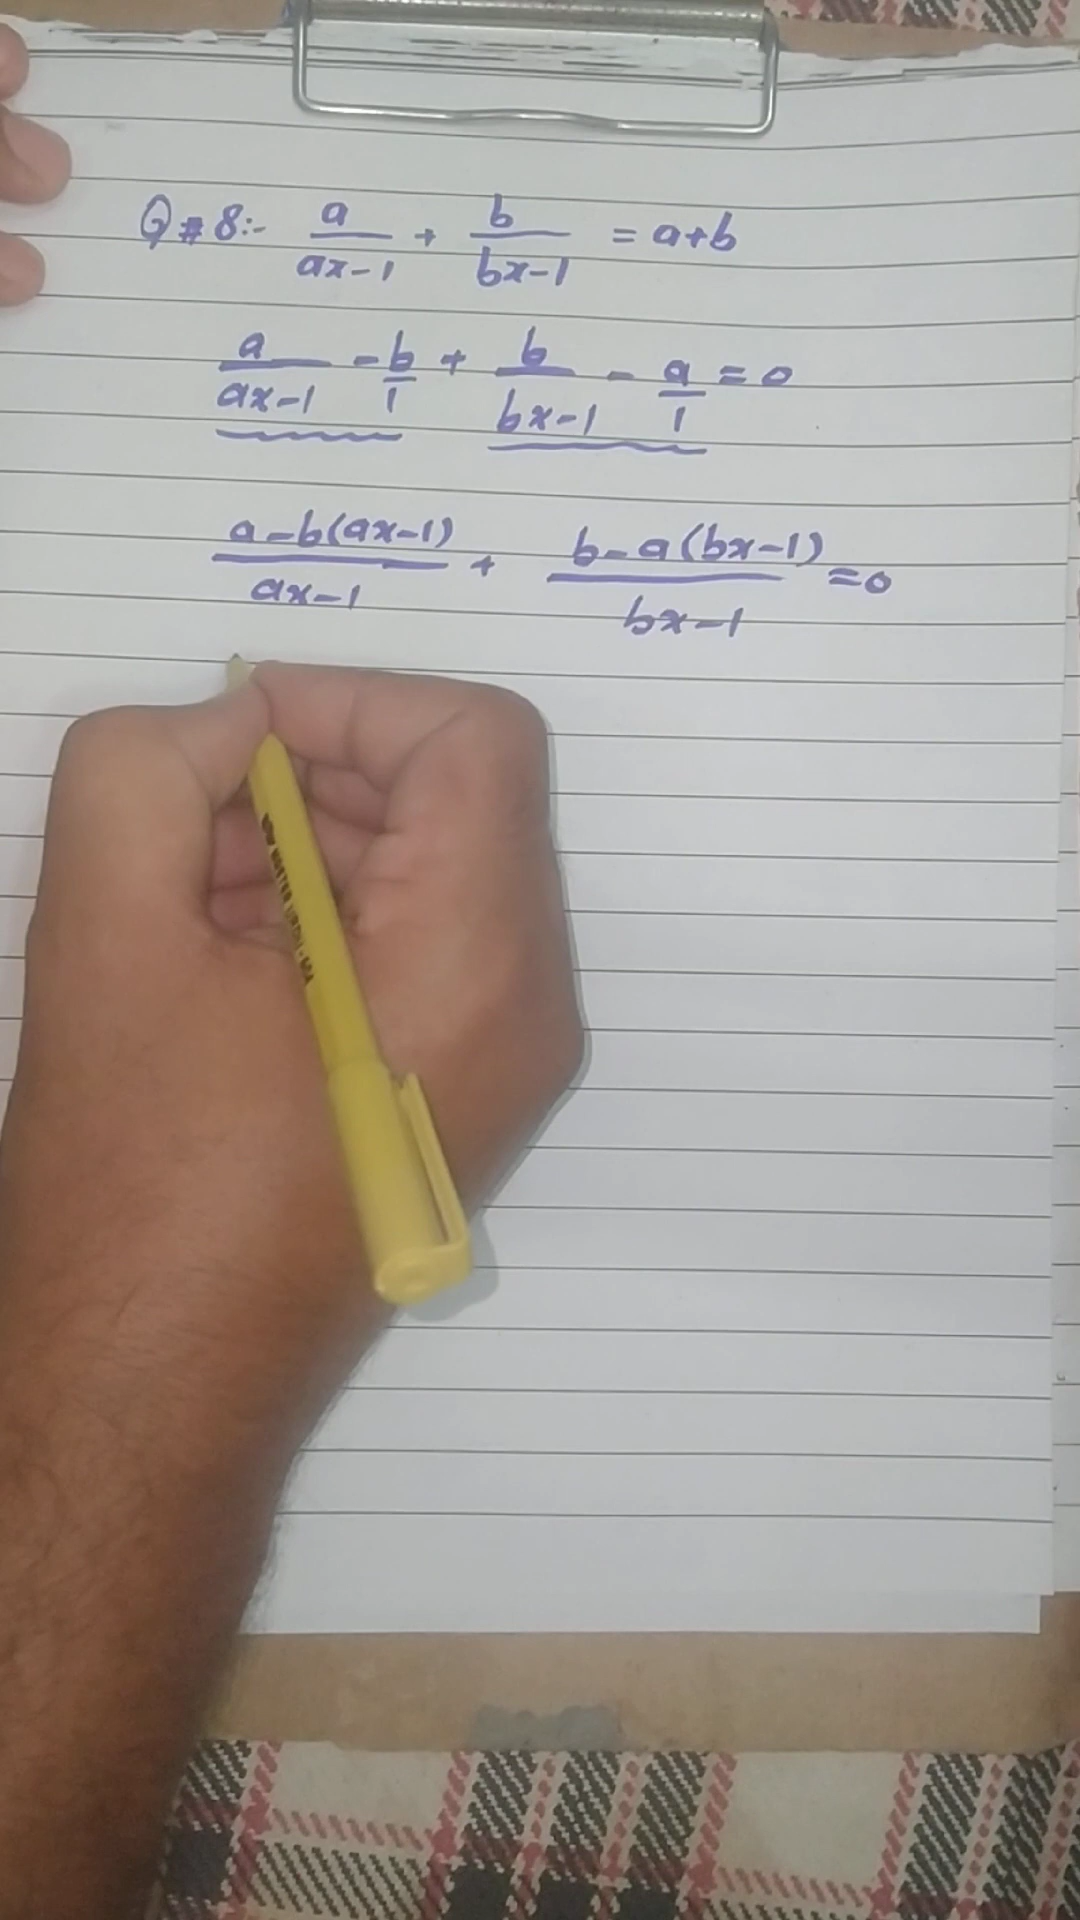 Q # 8:- a/(ax-1) + b/(bx-1) = a+b
a/(ax-1) - b/1 + b/(bx-1) - a/1 = 0
(a-b(ax-1))/(ax-1) + (b-a(bx-1))/(bx-1) = 0